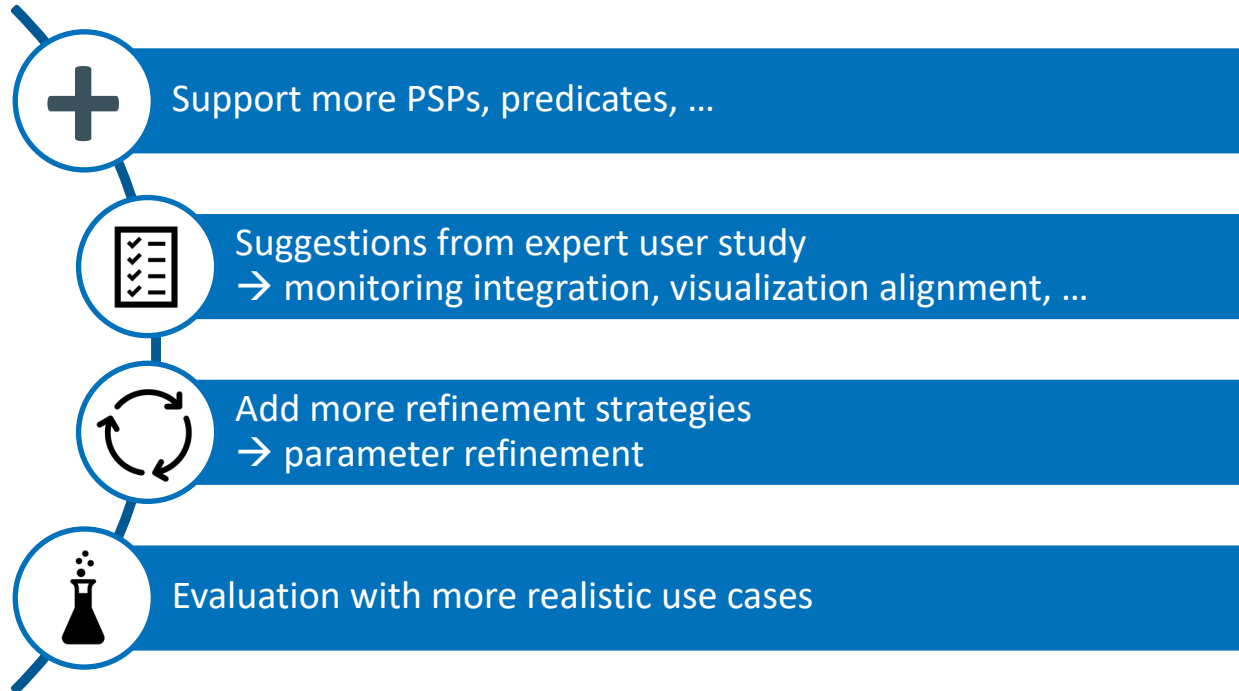 Support more PSPs, predicates, …
Suggestions from expert user study
→ monitoring integration, visualization alignment, …
Add more refinement strategies
→ parameter refinement
Evaluation with more realistic use cases